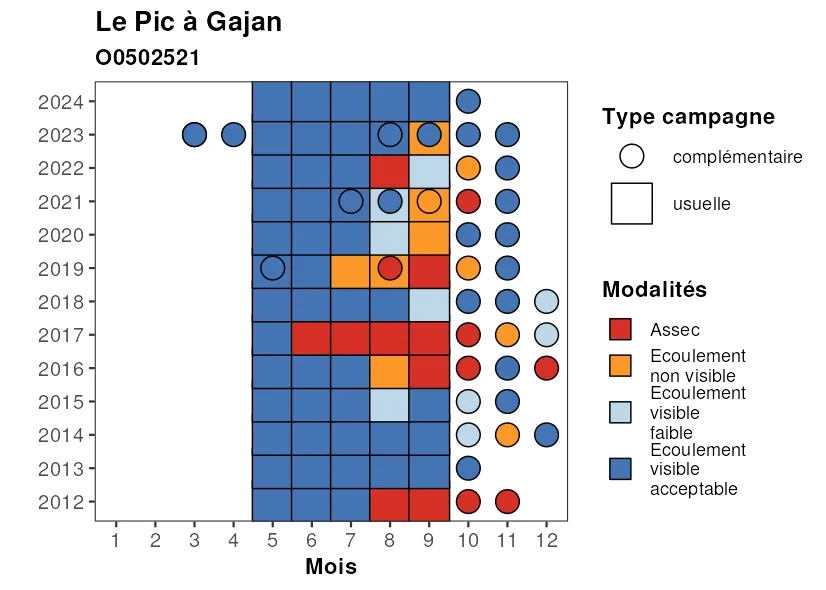 Le Pic à Gajan
O0502521
2024
2023
2022
2021
2020
2019
2018
2017
2016
2015
2014
2013
2012
1 2 3 4 5 6 7 8 9 10 11 12
Mois
Type campagne
complémentaire
usuelle
Modalités
Assec
Ecoulement
non visible
Ecoulement
visible
faible
Ecoulement
visible
acceptable